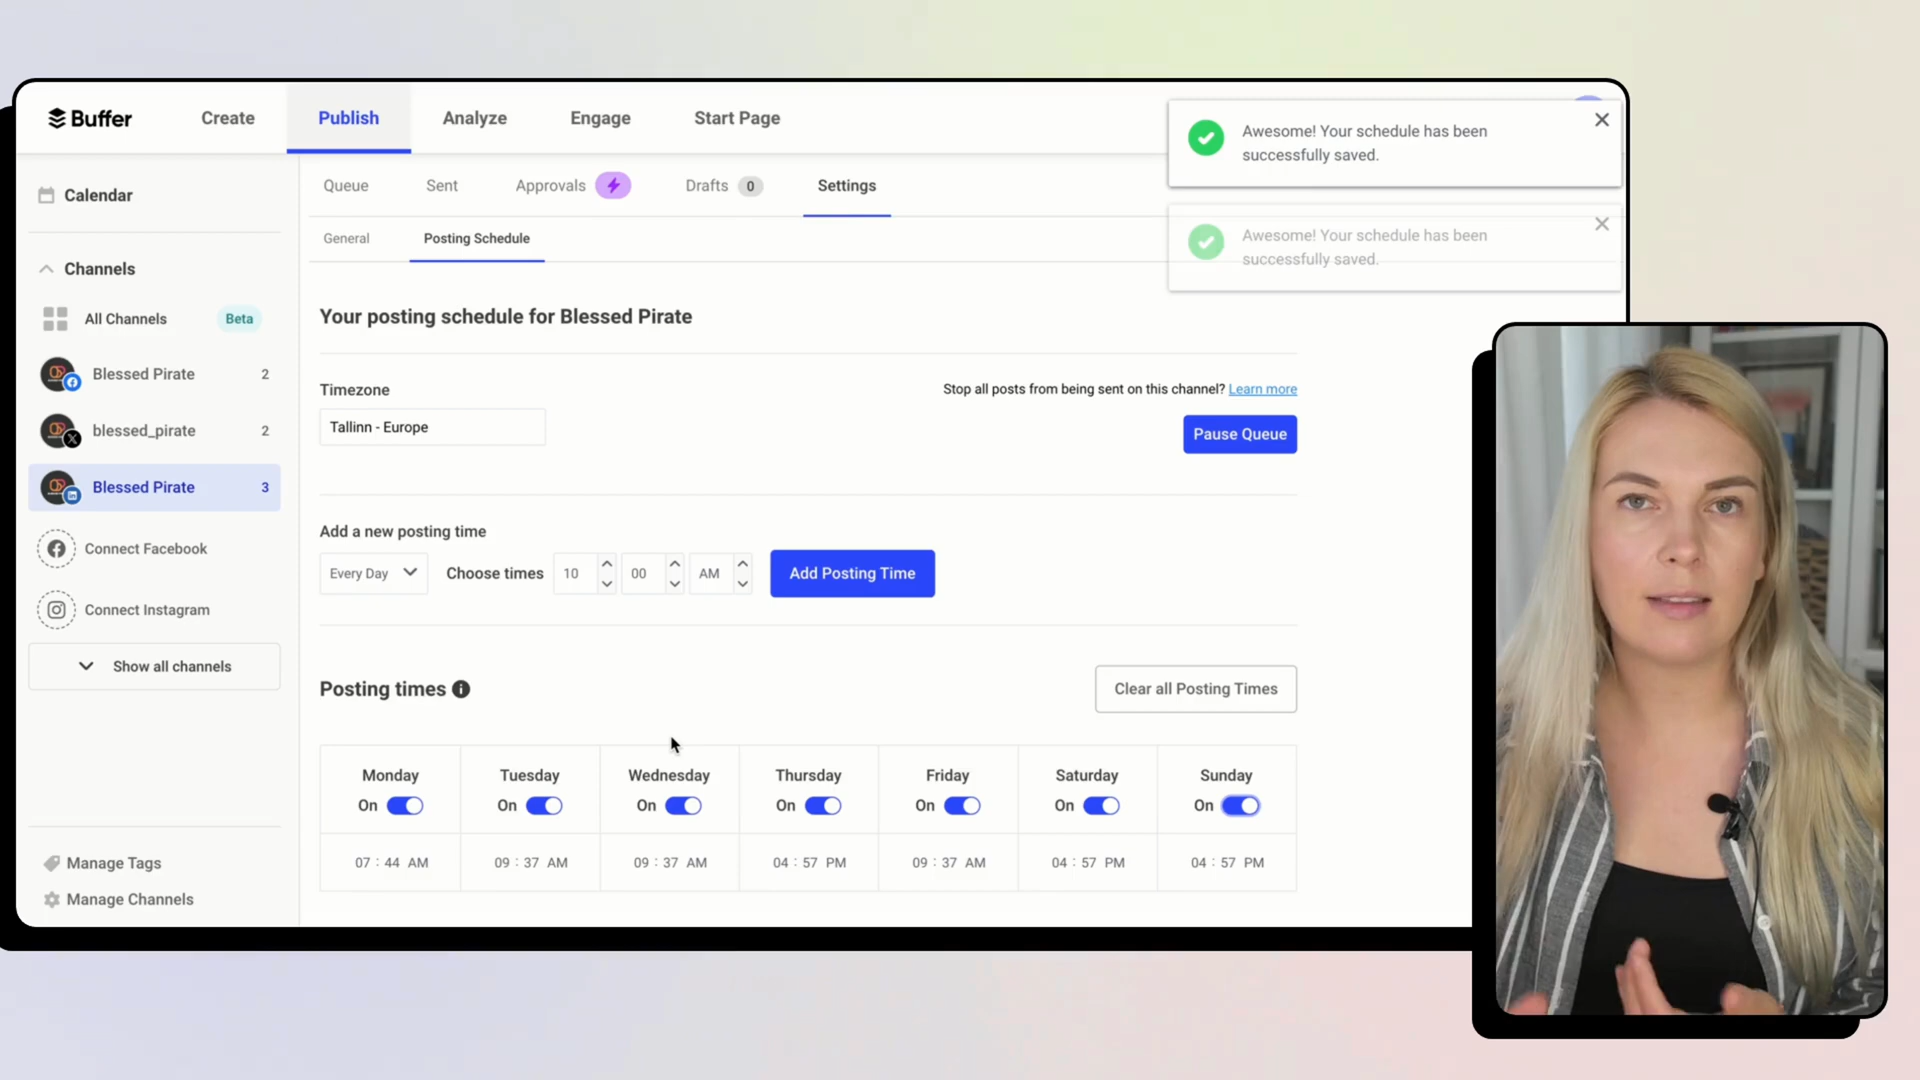 Buffer
Create
Publish
Analyze
Engage
Start Page
Awesome! Your schedule has been
successfully saved.
Awesome! Your schedule has been
successfully saved.
Calendar
Channels
All Channels Beta
Blessed Pirate 2
blessed_pirate 2
Blessed Pirate 3
Connect Facebook
Connect Instagram
Show all channels
Manage Tags
Manage Channels
Queue
Sent
Approvals
Drafts 0
Settings
General
Posting Schedule
Your posting schedule for Blessed Pirate
Timezone
Tallinn - Europe
Stop all posts from being sent on this channel? Learn more
Pause Queue
Add a new posting time
Every Day
Choose times 10 00 AM
Add Posting Time
Posting times
Clear all Posting Times
Monday Tuesday Wednesday Thursday Friday Saturday Sunday
On On On On On On On
07 : 44 AM 09 : 37 AM 09 : 37 AM 04 : 57 PM 09 : 37 AM 04 : 57 PM 04 : 57 PM